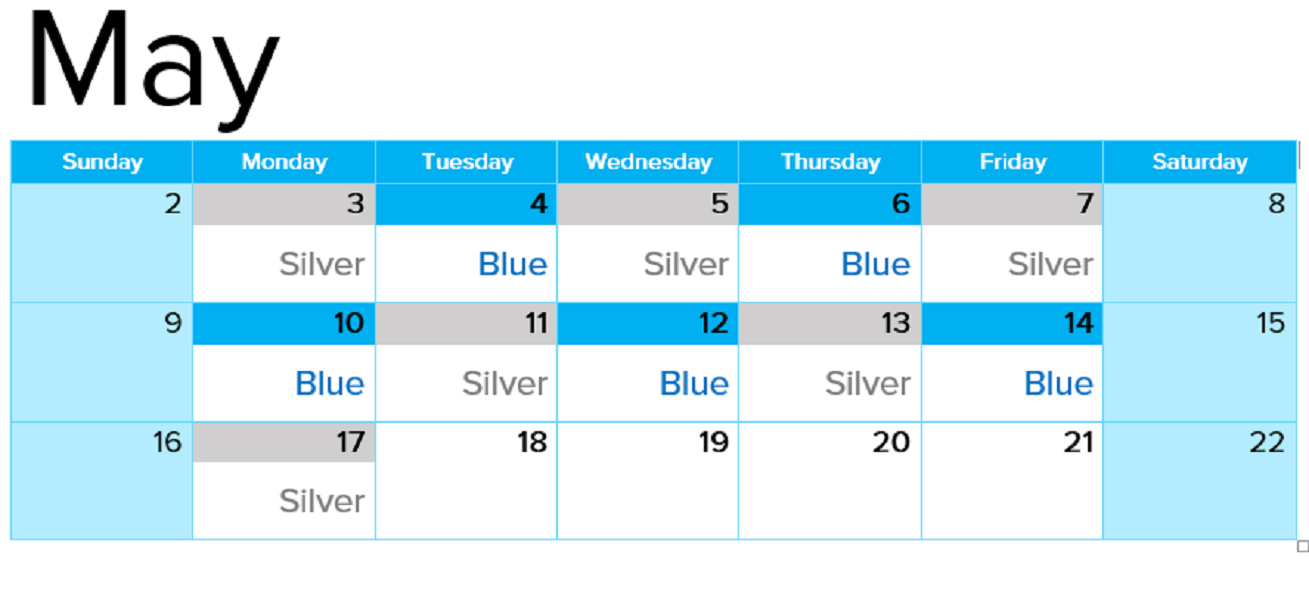 May
Sunday Monday Tuesday Wednesday Thursday Friday Saturday
2 3 4 5 6 7 8
Silver Blue Silver Blue Silver
9 10 11 12 13 14 15
Blue Silver Blue Silver Blue
16 17 18 19 20 21 22
Silver